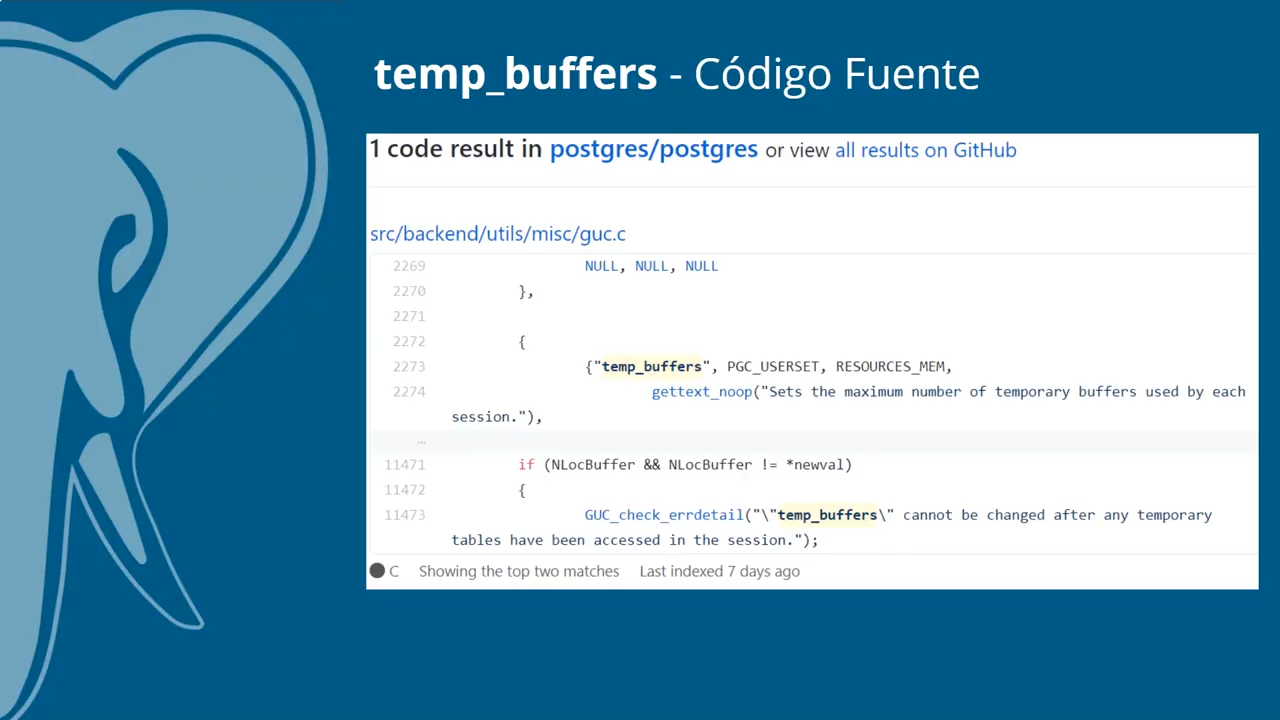 temp_buffers - Código Fuente
1 code result in postgres/postgres or view all results on GitHub
src/backend/utils/misc/guc.c
2269 NULL, NULL, NULL
2270 },
2271
2272 {
2273 {"temp_buffers", PGC_USERSET, RESOURCES_MEM,
2274 gettext_noop("Sets the maximum number of temporary buffers used by each
session."),
…
11471 if (NLocBuffer && NLocBuffer != *newval)
11472 {
11473 GUC_check_errdetail("\"temp_buffers\" cannot be changed after any temporary
tables have been accessed in the session.");
C Showing the top two matches Last indexed 7 days ago